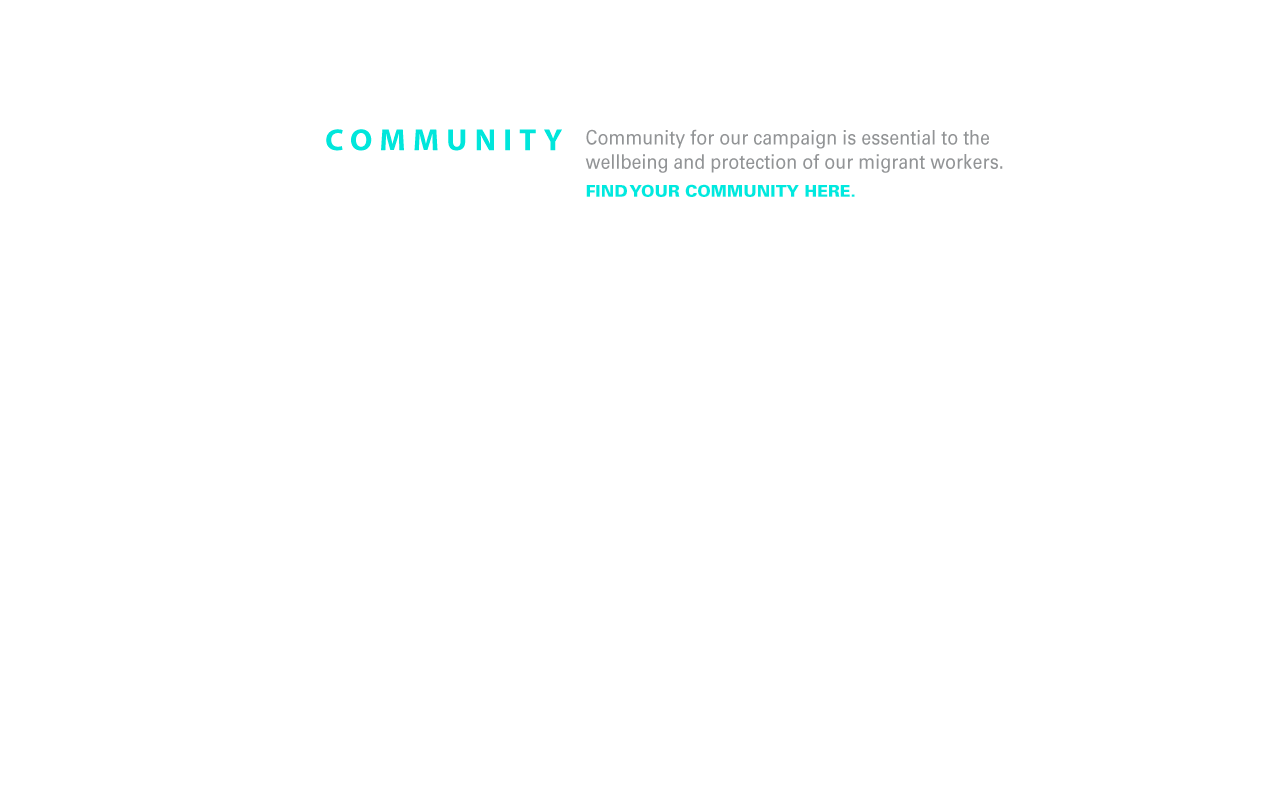 COMMUNITY
Community for our campaign is essential to the
wellbeing and protection of our migrant workers.
FIND YOUR COMMUNITY HERE.